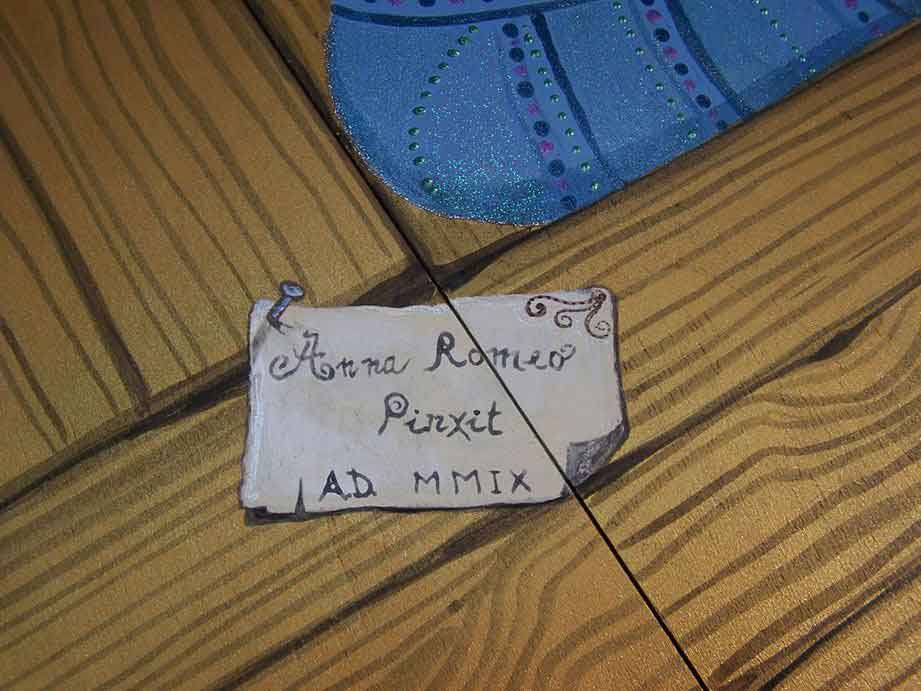 Anna Romeo
Pinxit
A.D. MMIX